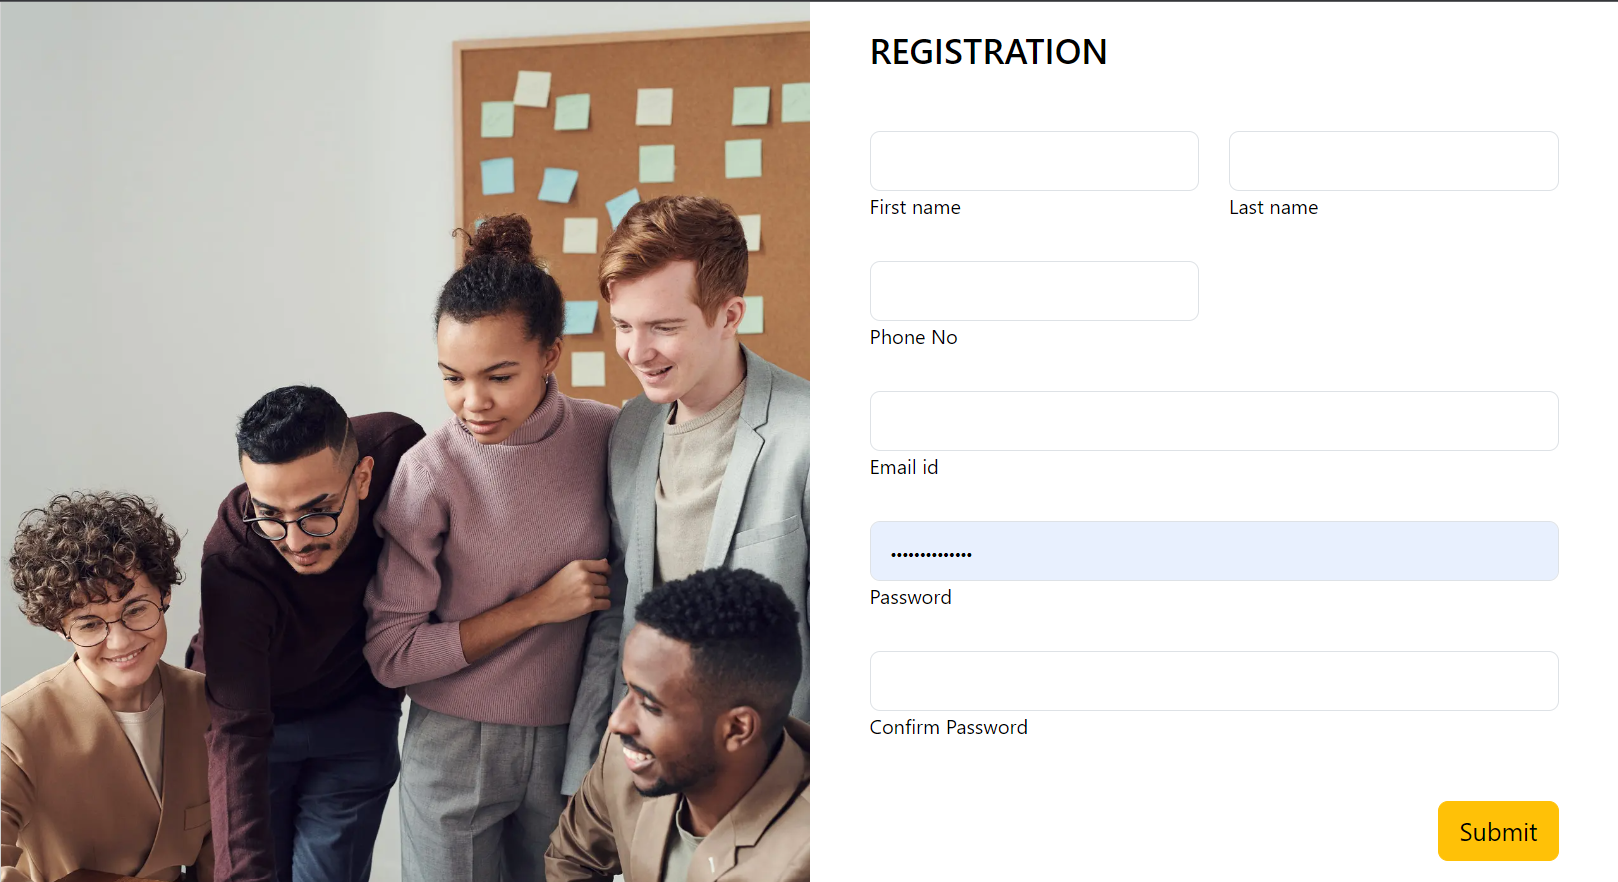 REGISTRATION
First name
Last name
Phone No
Email id
••••••••••••••
Password
Confirm Password
Submit